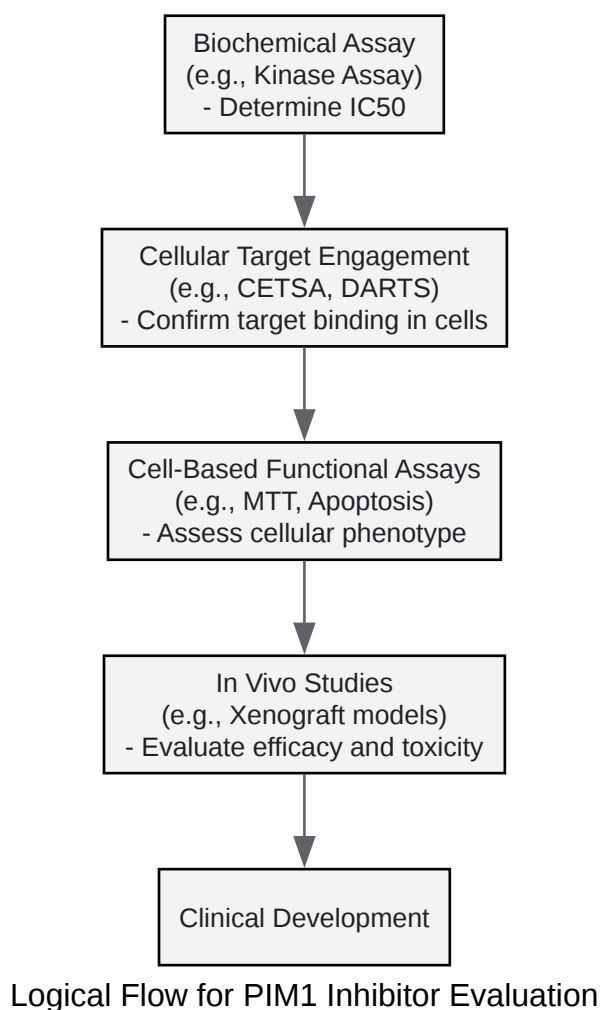 Biochemical Assay
(e.g., Kinase Assay)
- Determine IC50
Cellular Target Engagement
(e.g., CETSA, DARTS)
- Confirm target binding in cells
Cell-Based Functional Assays
(e.g., MTT, Apoptosis)
- Assess cellular phenotype
In Vivo Studies
(e.g., Xenograft models)
- Evaluate efficacy and toxicity
Clinical Development
Logical Flow for PIM1 Inhibitor Evaluation